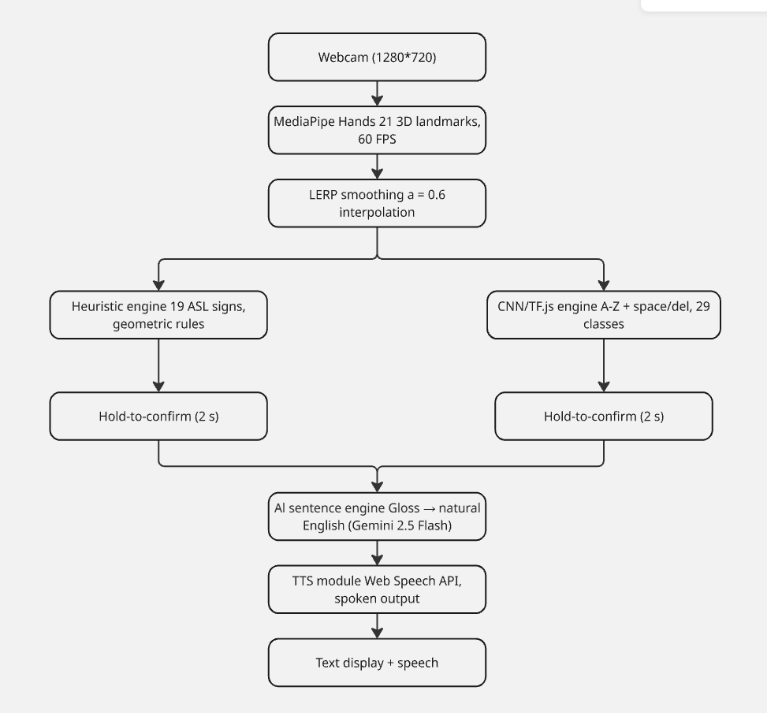 Webcam (1280*720)
MediaPipe Hands 21 3D landmarks,
60 FPS
LERP smoothing a = 0.6
interpolation
Heuristic engine 19 ASL signs,
geometric rules
CNN/TF.js engine A-Z + space/del, 29
classes
Hold-to-confirm (2 s)
Hold-to-confirm (2 s)
AI sentence engine Gloss → natural
English (Gemini 2.5 Flash)
TTS module Web Speech API,
spoken output
Text display + speech